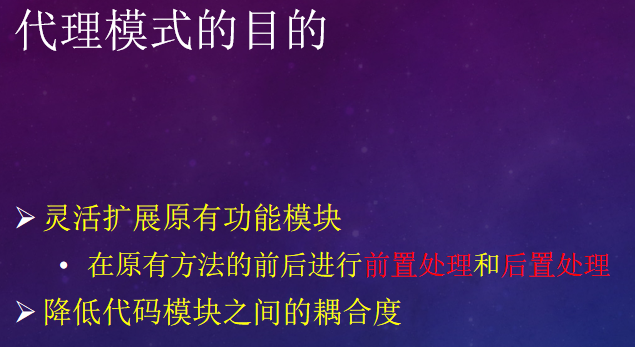 代理模式的目的
灵活扩展原有功能模块
在原有方法的前后进行前置处理和后置处理
降低代码模块之间的耦合度